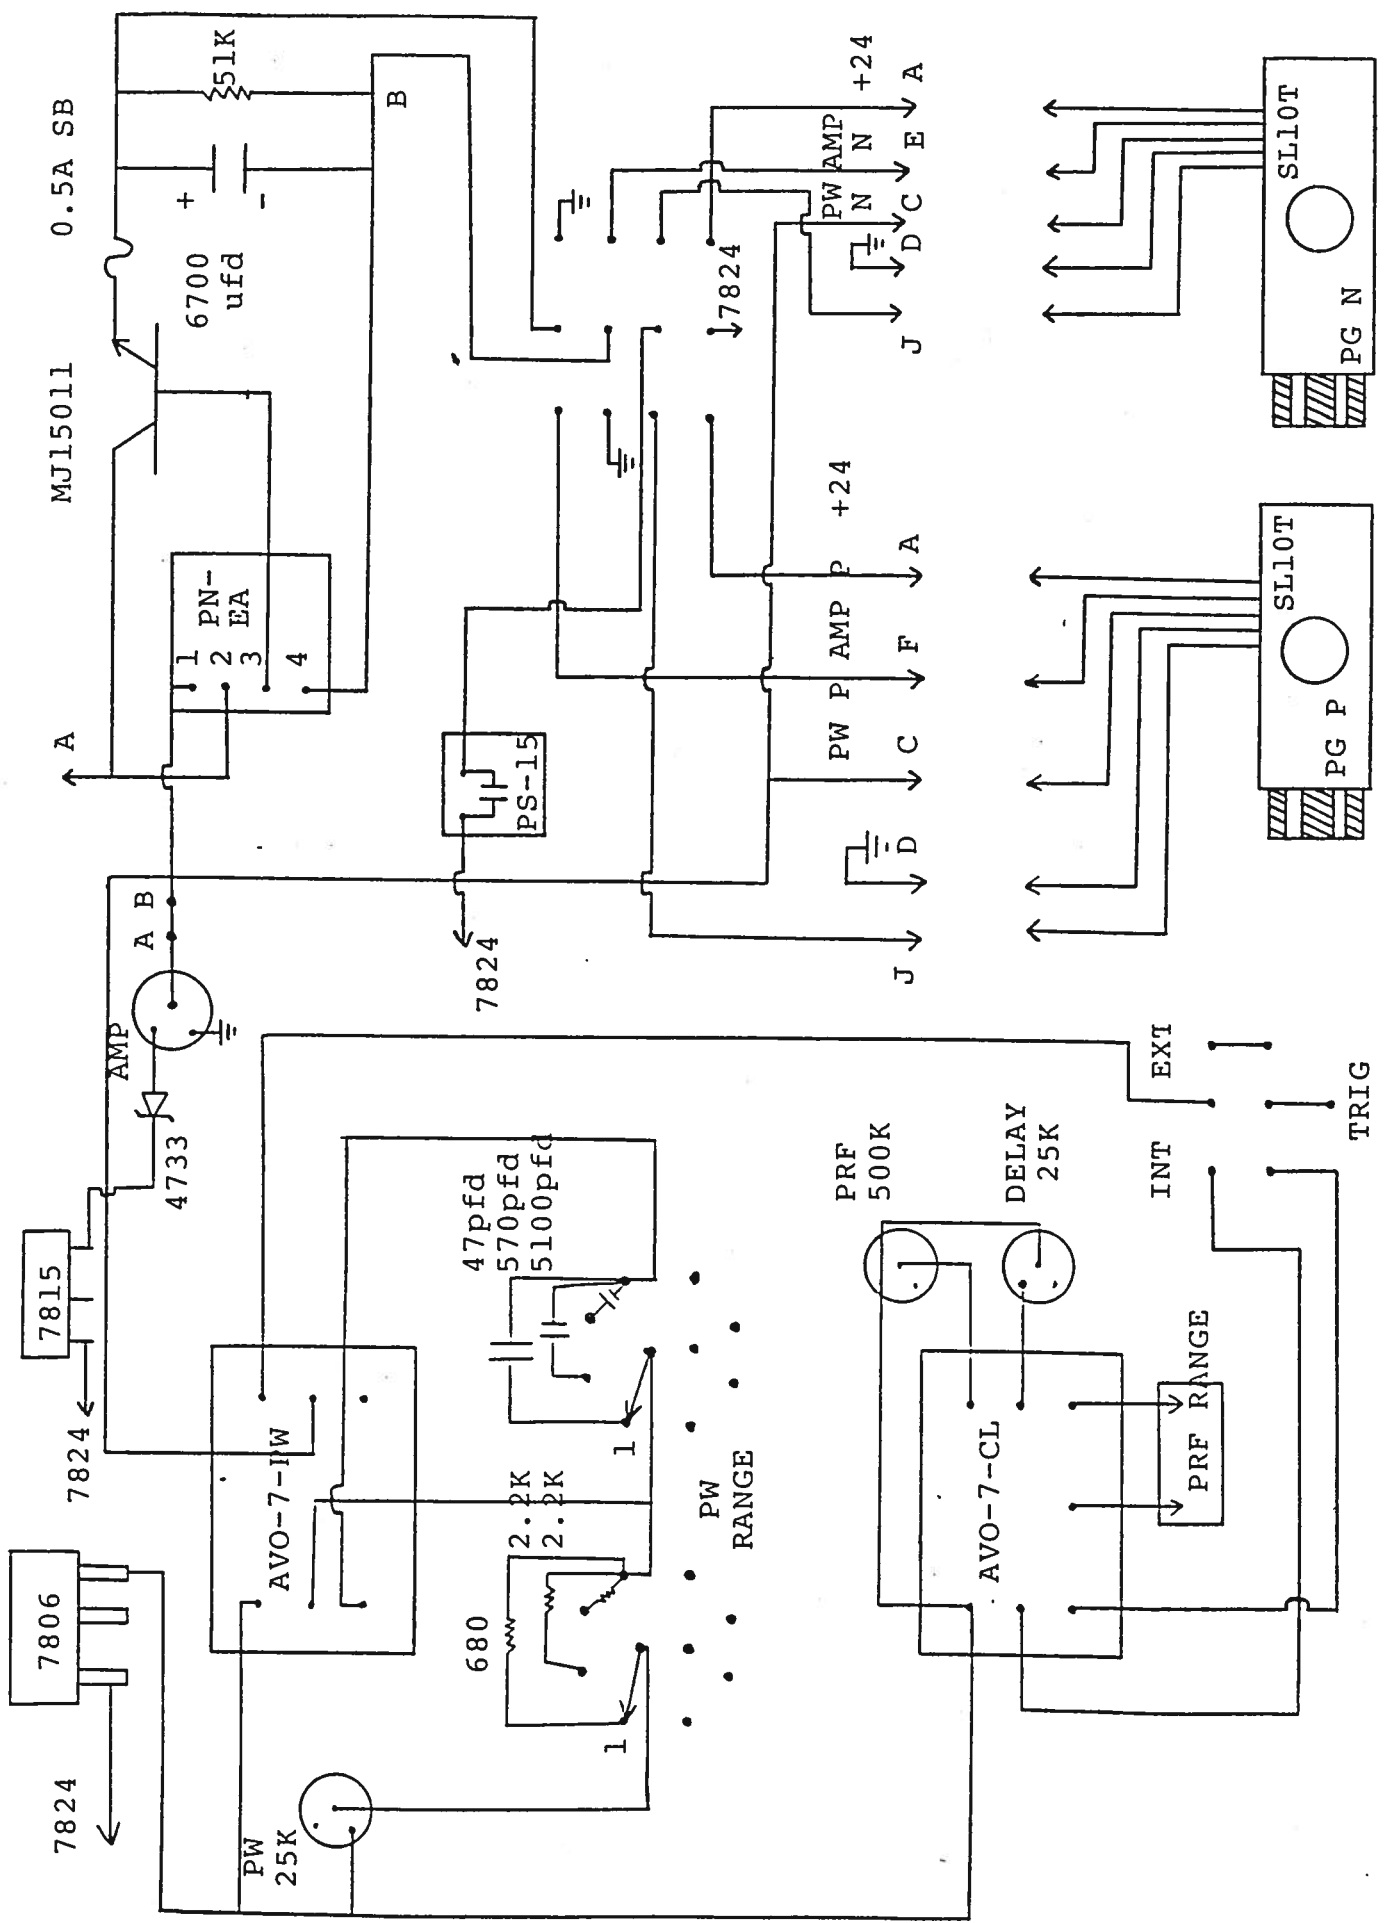 7824
7806
PW
25K
7824
7815
4733
AMP
A B
A
MJ15011
0.5A SB
AVO-7-PW
PN-
EA
1
2
3
4
6700
ufd
+
-
51K
B
680
2.2K
2.2K
47pfd
570pfd
5100pfd
1
1
PW
RANGE
7824
PS-15
7824
PRF
500K
DELAY
25K
AVO-7-CL
PRF RANGE
INT
EXT
TRIG
PW P AMP P +24
J
D
C
F
A
PW
N
AMP
N
+24
J
D
C
E
A
PG P
SL10T
PG N
SL10T